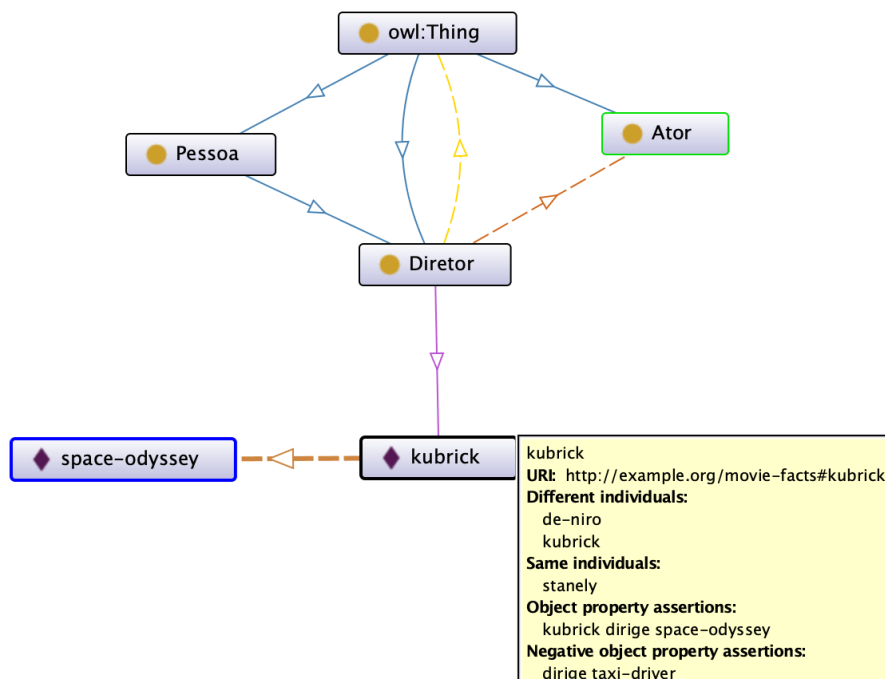 owl:Thing
Ator
Pessoa
Diretor
space-odyssey
kubrick
kubrick
URI: http://example.org/movie-facts#kubrick
Different individuals:
de-niro
kubrick
Same individuals:
stanely
Object property assertions:
kubrick dirige space-odyssey
Negative object property assertions:
dirige taxi-driver